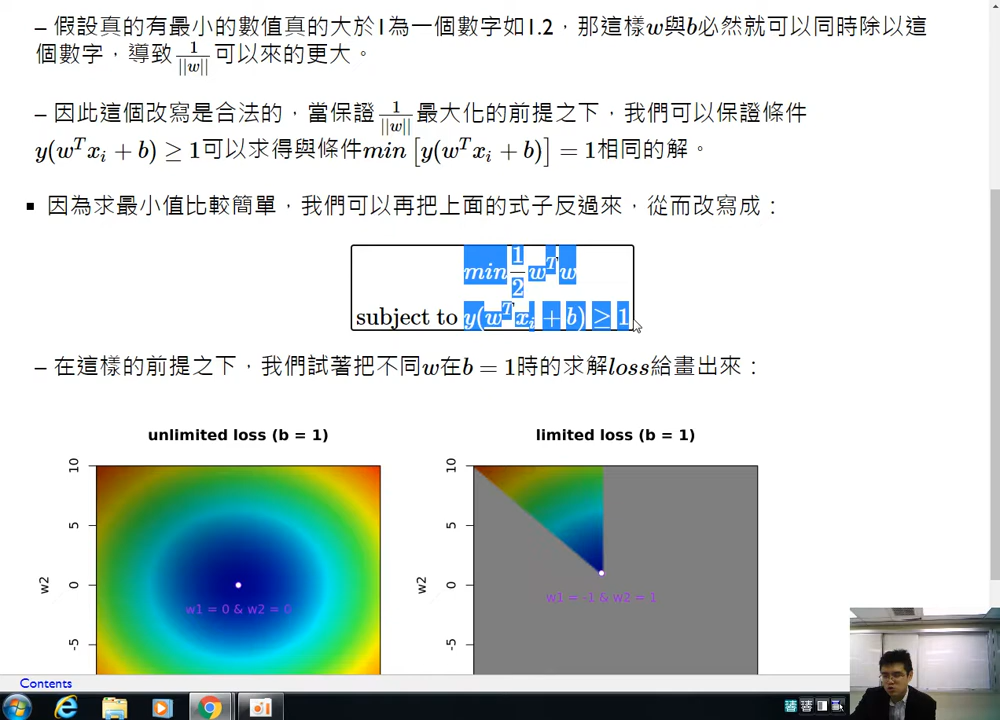 – 假設真的有最小的數值真的大於1為一個數字如1.2，那這樣w與b必然就可以同時除以這
個數字，導致 1/||w|| 可以來的更大。
– 因此這個改寫是合法的，當保證 1/||w|| 最大化的前提之下，我們可以保證條件
y(w^T x_i + b) ≥ 1可以求得與條件min [y(w^T x_i + b)] = 1相同的解。
▪ 因為求最小值比較簡單，我們可以再把上面的式子反過來，從而改寫成：
min 1/2 w^T w
subject to y(w^T x_i + b) ≥ 1
– 在這樣的前提之下，我們試著把不同w在b = 1時的求解loss給畫出來：
unlimited loss (b = 1)
limited loss (b = 1)
10
10
5
5
w2
0
w2
0
w1 = 0 & w2 = 0
w1 = -1 & w2 = 1
-5
-5
Contents